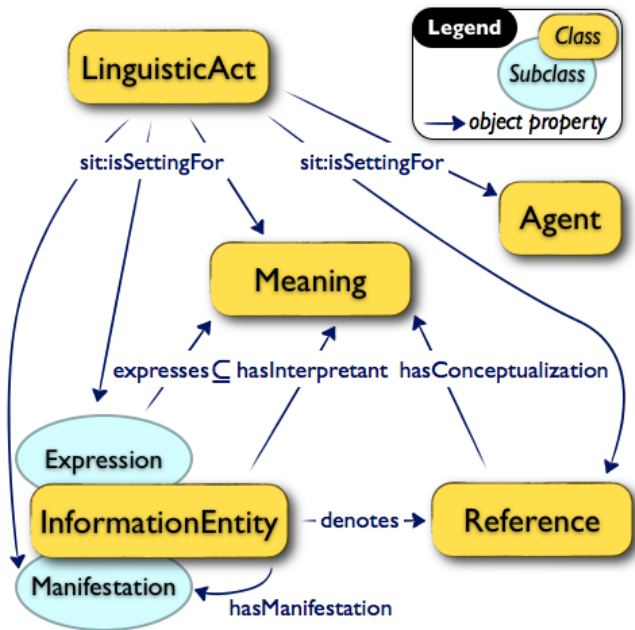 Legend
Class
Subclass
object property
LinguisticAct
sit:isSettingFor
sit:isSettingFor
Agent
Meaning
expresses ⊆ hasInterpretant
hasConceptualization
Expression
InformationEntity
denotes
Reference
Manifestation
hasManifestation